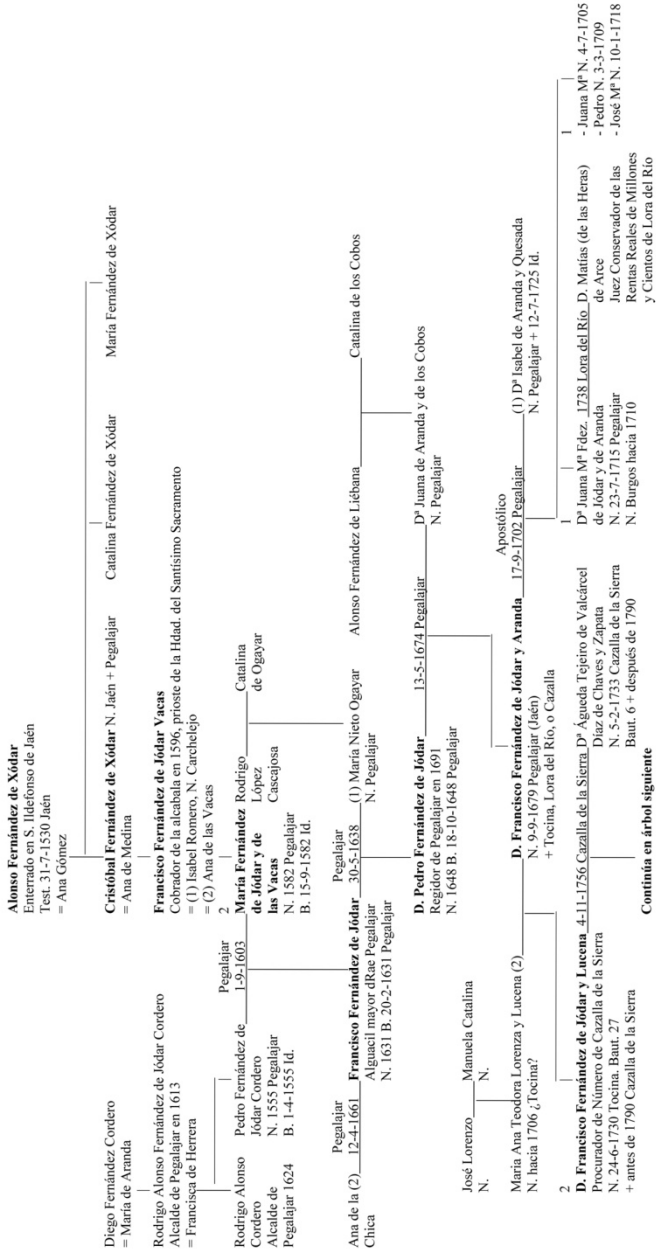 Alonso Fernández de Xódar
Enterrado en S. Ildefonso de Jaén
Test. 31-7-1530 Jaén
= Ana Gómez
Cristóbal Fernández de Xódar N. Jaén + Pegalajar
= Ana de Medina
Catalina Fernández de Xódar
María Fernández de Xódar
Diego Fernández Cordero
= María de Aranda
Rodrigo Alonso Fernández de Jódar Cordero
Alcalde de Pegalajar en 1613
= Francisca de Herrera
Francisco Fernández de Jódar Vacas
Cobrador de la alcabala en 1596, prioste de la Hdad. del Santísimo Sacramento
= (1) Isabel Romero, N. Carchelejo
= (2) Ana de las Vacas
Rodrigo Alonso
Cordero
Alcalde de
Pegalajar 1624
Pedro Fernández de
Jódar Cordero
N. 1555 Pegalajar
B. 1-4-1555 Id.
Pegalajar
1-9-1603
2
María Fernández
de Jódar y de
las Vacas
N. 1582 Pegalajar
B. 15-9-1582 Id.
Rodrigo
López
Cascajosa
Catalina
de Ogayar
Ana de la (2)
Chica
Pegalajar
12-4-1661
Francisco Fernández de Jódar
Alguacil mayor dRae Pegalajar
N. 1631 B. 20-2-1631 Pegalajar
Pegalajar
30-5-1638
(1) María Nieto Ogayar
N. Pegalajar
Alonso Fernández de Liébana
Catalina de los Cobos
D. Pedro Fernández de Jódar
Regidor de Pegalajar en 1691
N. 1648 B. 18-10-1648 Pegalajar
13-5-1674 Pegalajar
Dª Juana de Aranda y de los Cobos
N. Pegalajar
José Lorenzo
N.
Manuela Catalina
N.
Maria Ana Teodora Lorenza y Lucena (2)
N. hacia 1706 ¿Tocina?
D. Francisco Fernández de Jódar y Aranda
N. 9-9-1679 Pegalajar (Jaén)
+ Tocina, Lora del Río, o Cazalla
Apostólico
17-9-1702 Pegalajar
(1) Dª Isabel de Aranda y Quesada
N. Pegalajar + 12-7-1725 Id.
2
D. Francisco Fernández de Jódar y Lucena
Procurador de Número de Cazalla de la Sierra
N. 24-6-1730 Tocina. Baut. 27
+ antes de 1790 Cazalla de la Sierra
4-11-1756 Cazalla de la Sierra
Dª Águeda Tejeiro de Valcárcel
Díaz de Chaves y Zapata
N. 5-2-1733 Cazalla de la Sierra
Baut. 6 + después de 1790
1
Dª Juana Mª Fdez.
de Jódar y de Aranda
N. 23-7-1715 Pegalajar
N. Burgos hacia 1710
1738 Lora del Río
D. Matías (de las Heras)
de Arce
Juez Conservador de las
Rentas Reales de Millones
y Cientos de Lora del Río
1
- Juana Mª N. 4-7-1705
- Pedro N. 3-3-1709
- José Mª N. 10-1-1718
Continúa en árbol siguiente